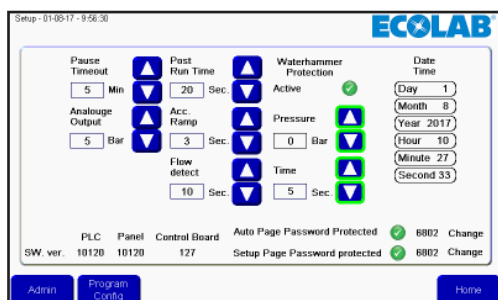 Setup - 01-08-17 - 9:56:30
ECOLAB
Pause Timeout
5 Min
Analouge Output
5 Bar
Post Run Time
20 Sec.
Acc. Ramp
3 Sec.
Flow detect
10 Sec.
Waterhammer Protection
Active
Pressure
0 Bar
Time
5 Sec.
Date Time
Day 1
Month 8
Year 2017
Hour 10
Minute 27
Second 33
PLC Panel Control Board
SW. ver. 10120 10120 127
Auto Page Password Protected 6802 Change
Setup Page Password protected 6802 Change
Admin
Program Config
Home